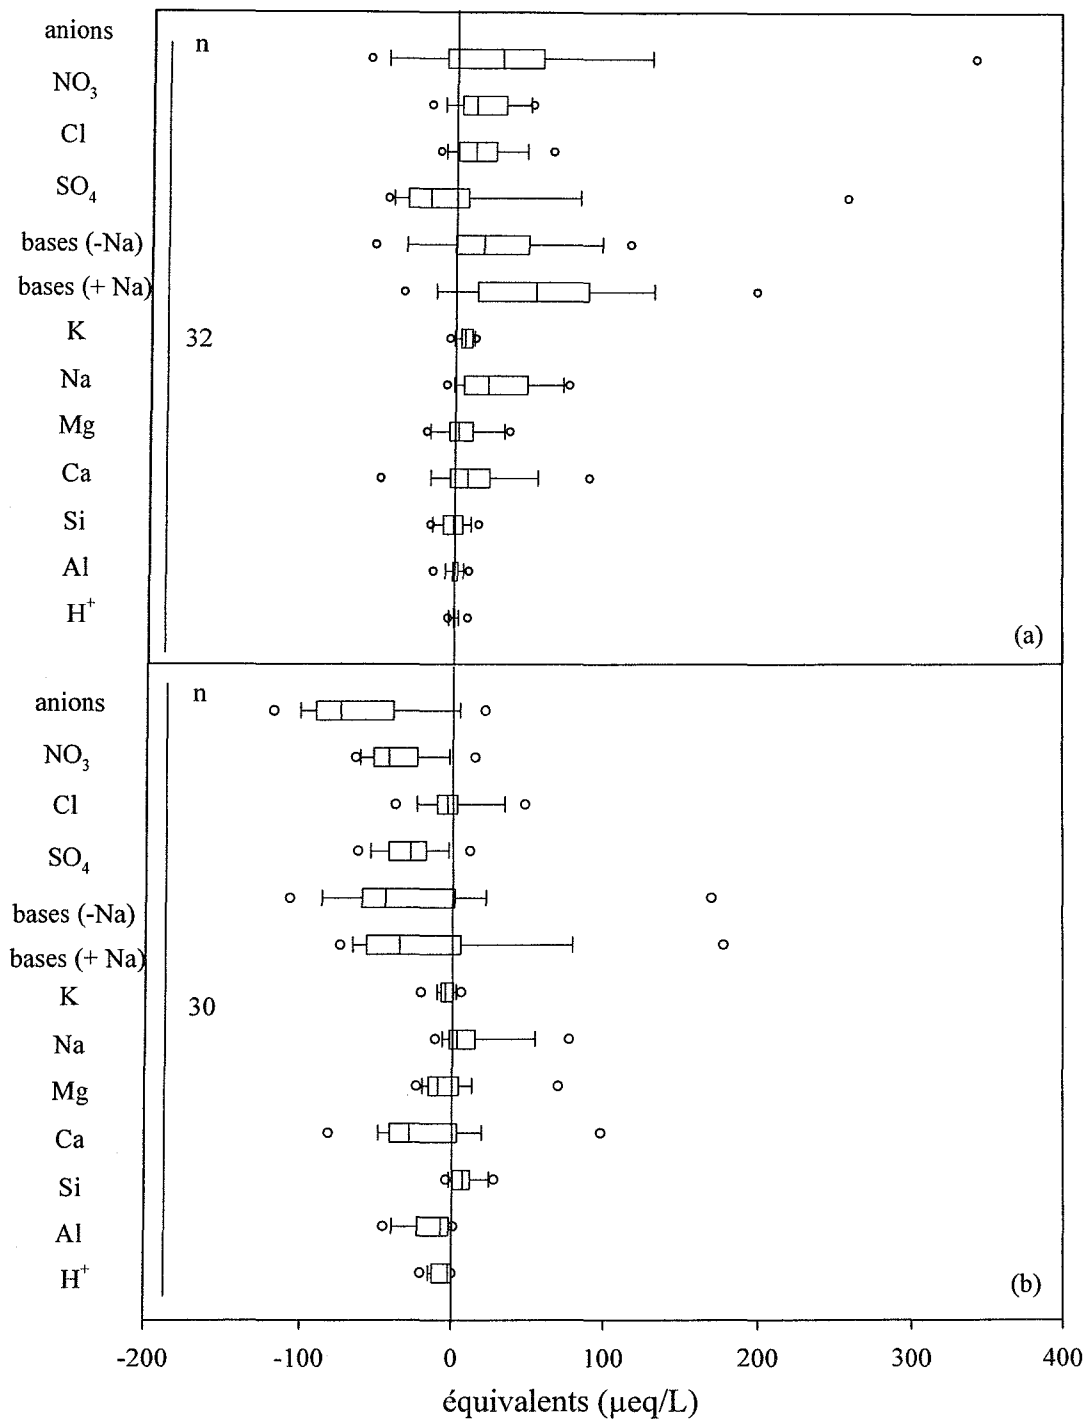 anions
n
NO3
Cl
SO4
bases (-Na)
bases (+ Na)
K
32
Na
Mg
Ca
Si
Al
H+
(a)
anions
n
NO3
Cl
SO4
bases (-Na)
bases (+ Na)
K
30
Na
Mg
Ca
Si
Al
H+
(b)
-200 -100 0 100 200 300 400
équivalents (µeq/L)